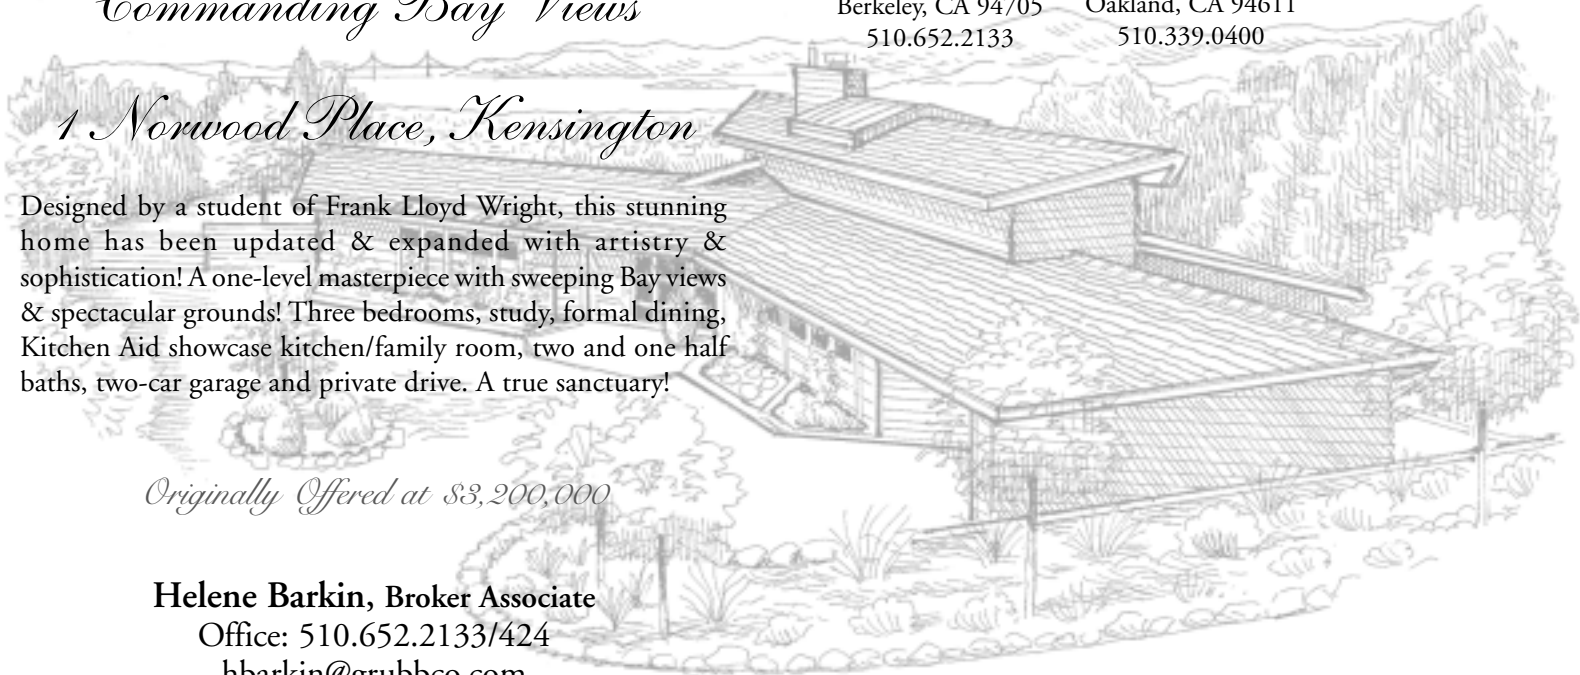 Commanding Bay Views
Berkeley, CA 94705
510.652.2133
Oakland, CA 94611
510.339.0400
1 Norwood Place, Kensington
Designed by a student of Frank Lloyd Wright, this stunning
home has been updated & expanded with artistry &
sophistication! A one-level masterpiece with sweeping Bay views
& spectacular grounds! Three bedrooms, study, formal dining,
Kitchen Aid showcase kitchen/family room, two and one half
baths, two-car garage and private drive. A true sanctuary!
Originally Offered at $3,200,000
Helene Barkin, Broker Associate
Office: 510.652.2133/424
hbarkin@grubbco.com